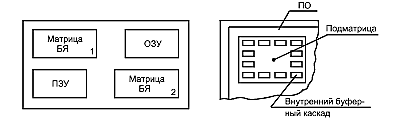 Матрица
БЯ
1
ОЗУ
ПЗУ
Матрица
БЯ
2
ПО
Подматрица
Внутренний буфер-
ный каскад